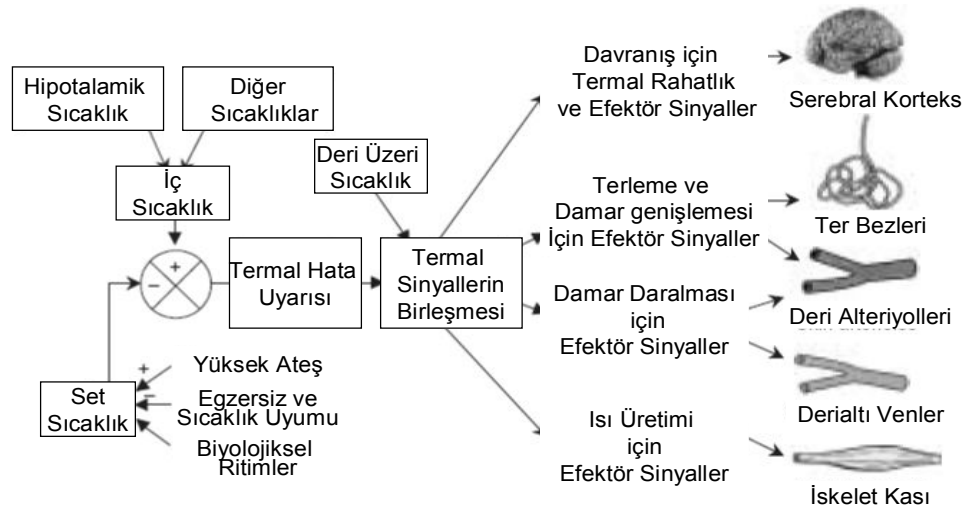 Hipotalamik
Sıcaklık
Diğer
Sıcaklıklar
İç
Sıcaklık
Deri Üzeri
Sıcaklık
+
−
Termal Hata
Uyarısı
Termal
Sinyallerin
Birleşmesi
Set
Sıcaklık
+
−
Yüksek Ateş
Egzersiz ve
Sıcaklık Uyumu
Biyolojiksel
Ritimler
Davranış için
Termal Rahatlık
ve Efektör Sinyaller
Terleme ve
Damar genişlemesi
İçin Efektör Sinyaller
Damar Daralması
için
Efektör Sinyaller
Isı Üretimi
için
Efektör Sinyaller
Serebral Korteks
Ter Bezleri
Deri Alteriyolleri
Derialtı Venler
İskelet Kası